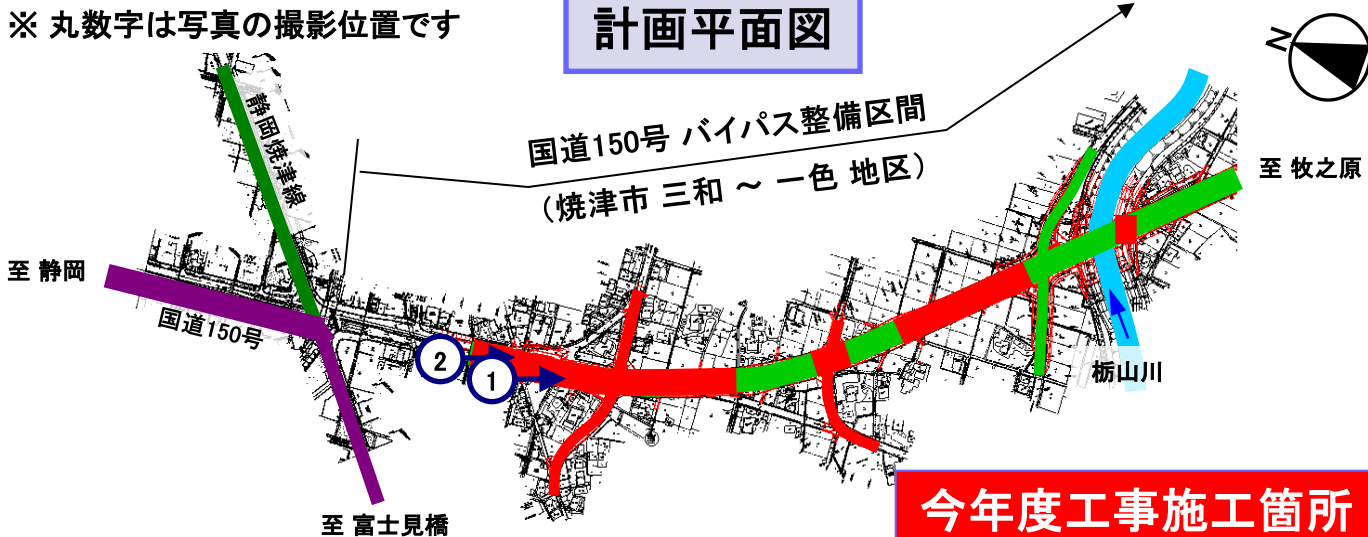 ※ 丸数字は写真の撮影位置です
計画平面図
N
静岡焼津線
国道150号 バイパス整備区間
(焼津市 三和 ～ 一色 地区)
至 牧之原
至 静岡
国道150号
②
①
栃山川
至 富士見橋
今年度工事施工箇所